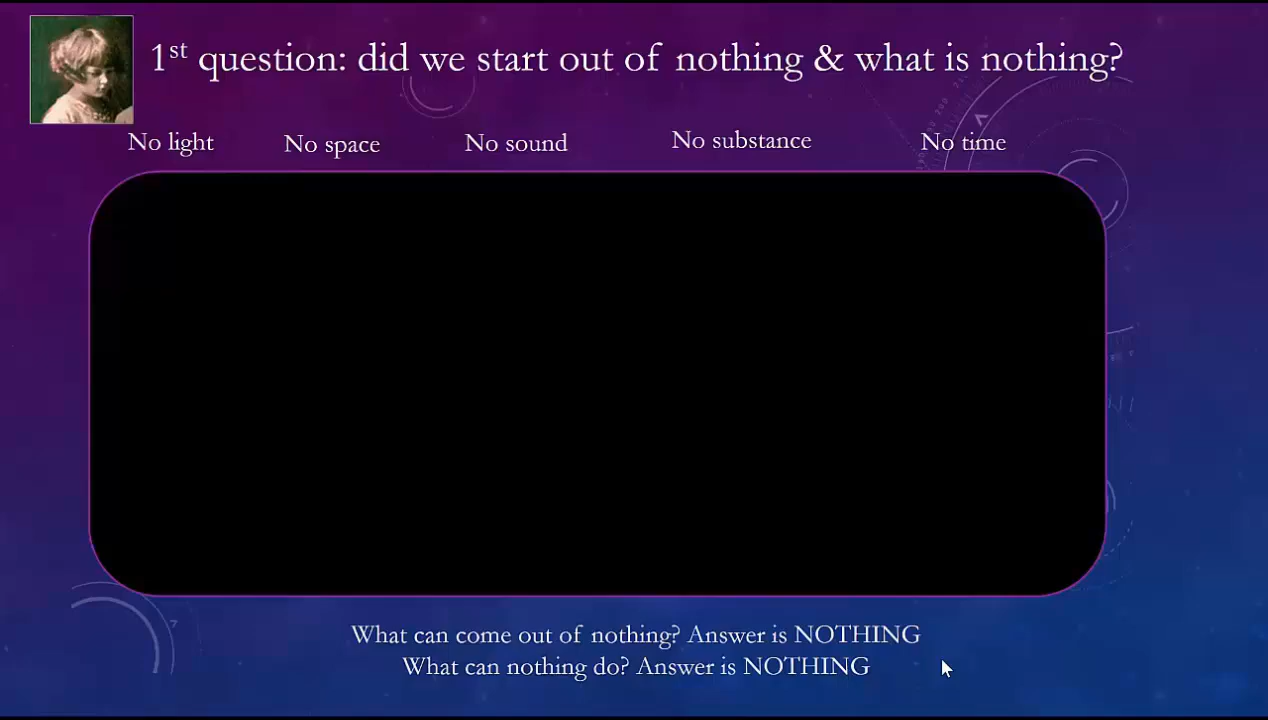 1st question: did we start out of nothing & what is nothing?
No light No space No sound No substance No time
What can come out of nothing? Answer is NOTHING
What can nothing do? Answer is NOTHING